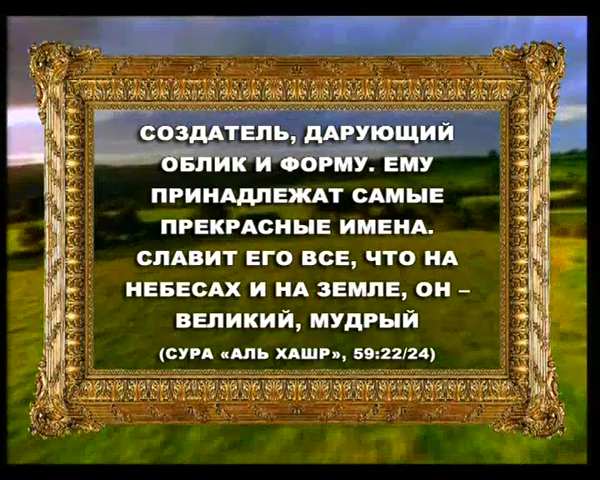 СОЗДАТЕЛЬ, ДАРУЮЩИЙ
ОБЛИК И ФОРМУ. ЕМУ
ПРИНАДЛЕЖАТ САМЫЕ
ПРЕКРАСНЫЕ ИМЕНА.
СЛАВИТ ЕГО ВСЕ, ЧТО НА
НЕБЕСАХ И НА ЗЕМЛЕ, ОН –
ВЕЛИКИЙ, МУДРЫЙ
(СУРА «АЛЬ ХАШР», 59:22/24)